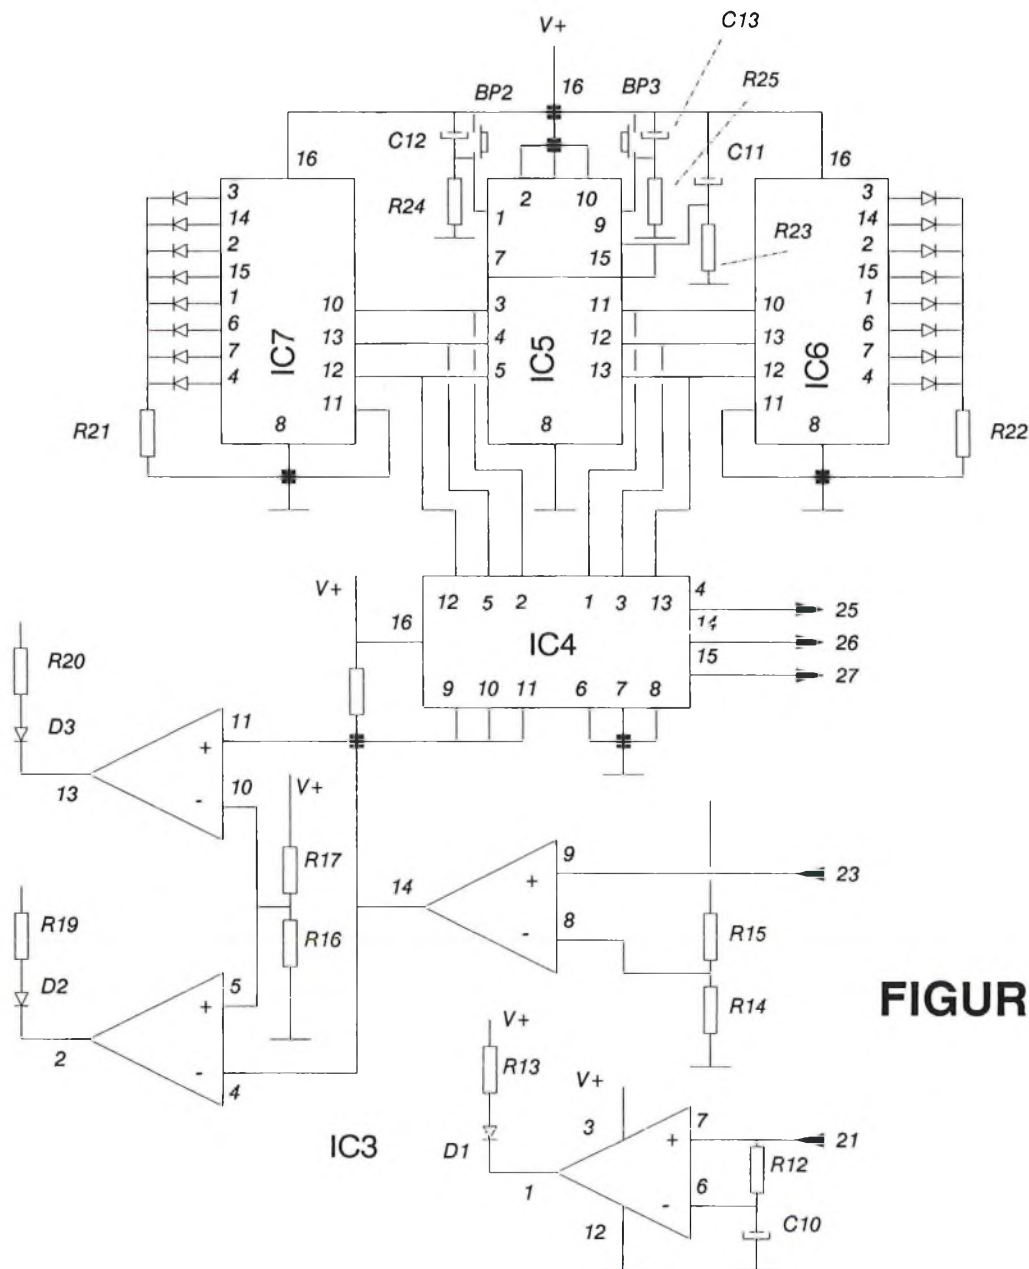 V+ C13
BP2 16 BP3 R25
C12 C11
16 16
3 2 10 3
14 R24 1 9 14
2 R23 2
15 7 15 15
1 10 3 11 10 1
6 13 4 12 13 6
7 IC7 IC5 IC6 7
4 12 5 13 12 4
11 11
R21 8 8 8 R22
V+
12 5 2 1 3 13 4
16 25
IC4 14 26
15 27
R20 9 10 11 6 7 8
D3 11
+
13 10 V+
-
R17 9
14 + 23
R19 R16 8
- R15
D2 5
+ R14
FIGUR
2 V+
- R13 V+
4
3 7
IC3 + 21
D1 R12
6
1 -
12 C10